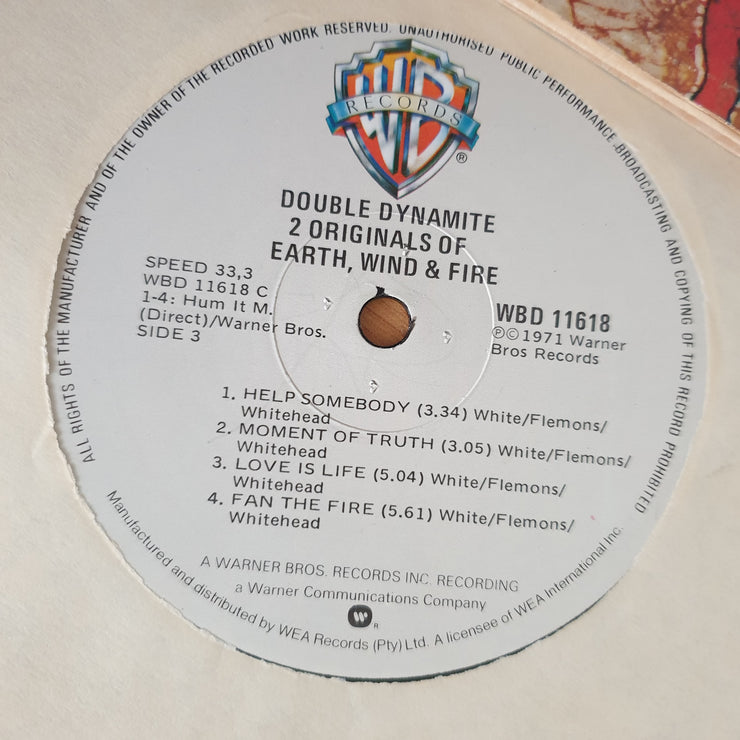 ALL RIGHTS OF THE MANUFACTURER AND OF THE OWNER OF THE RECORDED WORK RESERVED. UNAUTHORISED PUBLIC PERFORMANCE·BROADCASTING AND COPYING OF THIS RECORD PROHIBITED
WB
RECORDS
®
DOUBLE DYNAMITE
2 ORIGINALS OF
EARTH, WIND & FIRE
SPEED 33,3
WBD 11618 C
1-4: Hum It M.
(Direct)/Warner Bros.
SIDE 3
WBD 11618
℗©1971 Warner
Bros Records
1. HELP SOMEBODY (3.34) White/Flemons/
Whitehead
2. MOMENT OF TRUTH (3.05) White/Flemons/
Whitehead
3. LOVE IS LIFE (5.04) White/Flemons/
Whitehead
4. FAN THE FIRE (5.61) White/Flemons/
Whitehead
A WARNER BROS. RECORDS INC. RECORDING
a Warner Communications Company
R
Manufactured and distributed by WEA Records (Pty) Ltd. A licensee of WEA International Inc.